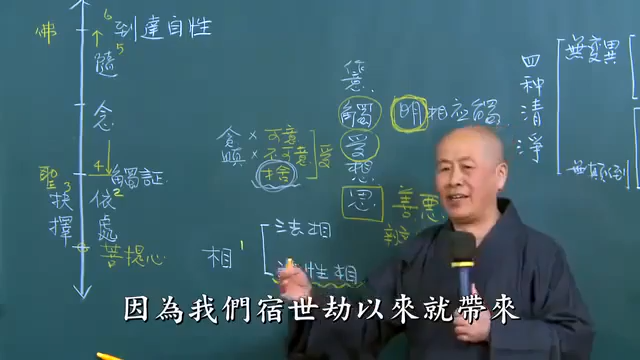 佛
6 到達自性
5
隨
念
聖
4 觸証
3
抉擇
2
依處
菩提心
貪 × 可意
瞋 × 不可意
捨
受
作意
觸
明 相应觸
受
想
思 善惡
相 1
法相
性相
四种清淨
無变異
因為我們宿世劫以來就帶來